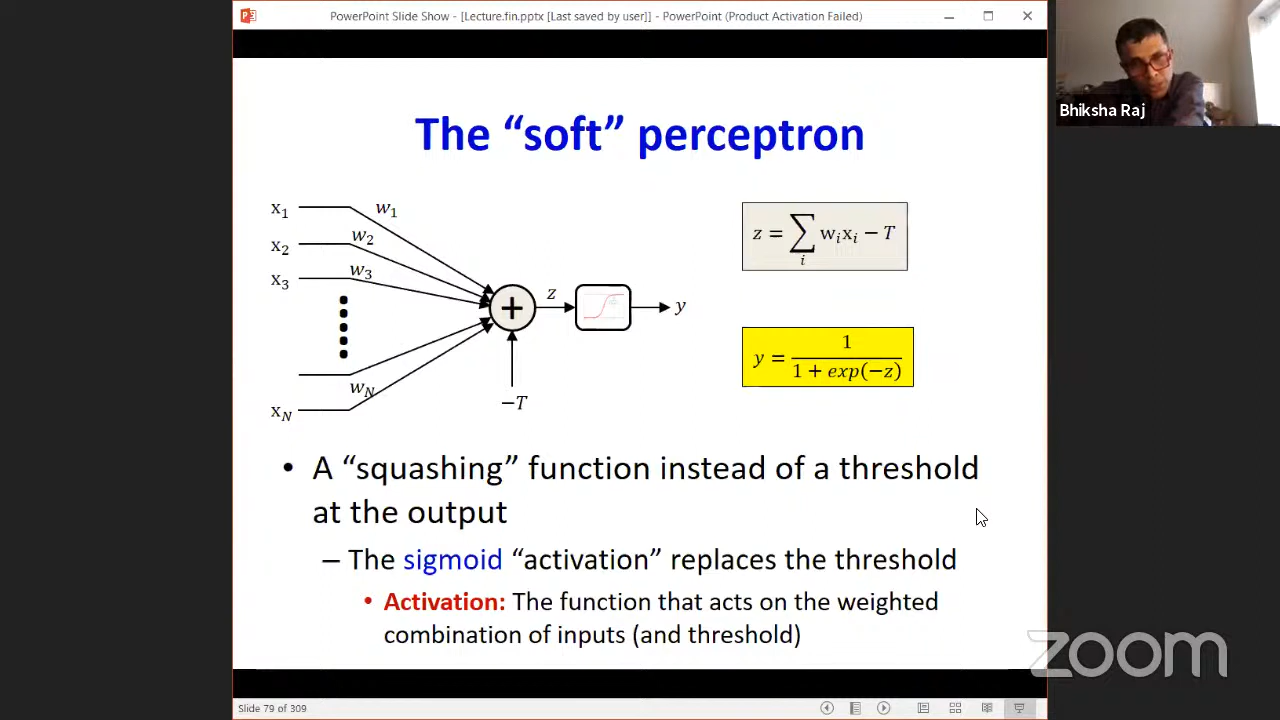 PowerPoint Slide Show - [Lecture.fin.pptx [Last saved by user]] - PowerPoint (Product Activation Failed)
Bhiksha Raj
The “soft” perceptron
x₁
w₁
x₂
w₂
x₃
w₃
w_N
x_N
+
z
y
−T
z = ∑ᵢ wᵢxᵢ − T
y = 1 / (1 + exp(−z))
• A “squashing” function instead of a threshold
at the output
– The sigmoid “activation” replaces the threshold
• Activation: The function that acts on the weighted
combination of inputs (and threshold)
zoom
Slide 79 of 309